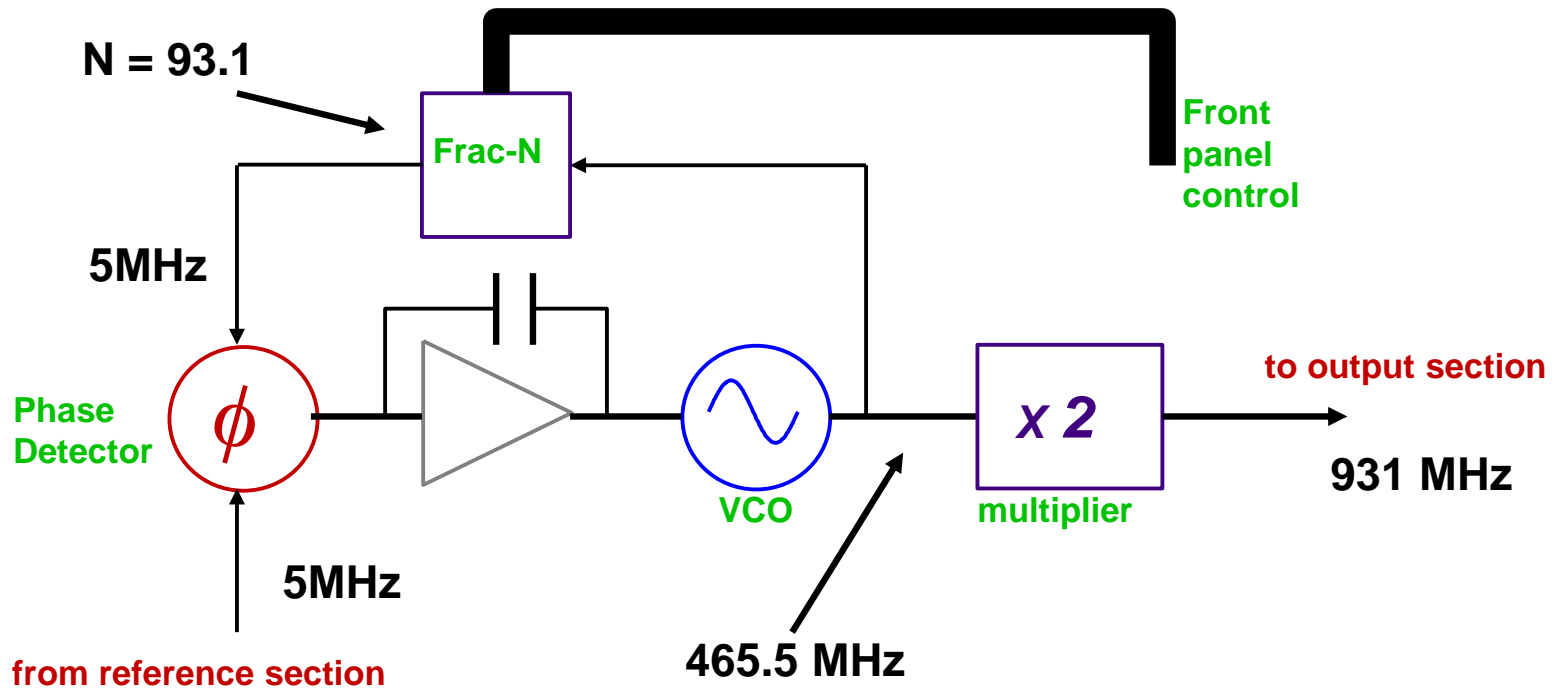 N = 93.1
Frac-N
Front
panel
control
5MHz
Phase
Detector
ϕ
VCO
x 2
multiplier
to output section
931 MHz
5MHz
465.5 MHz
from reference section